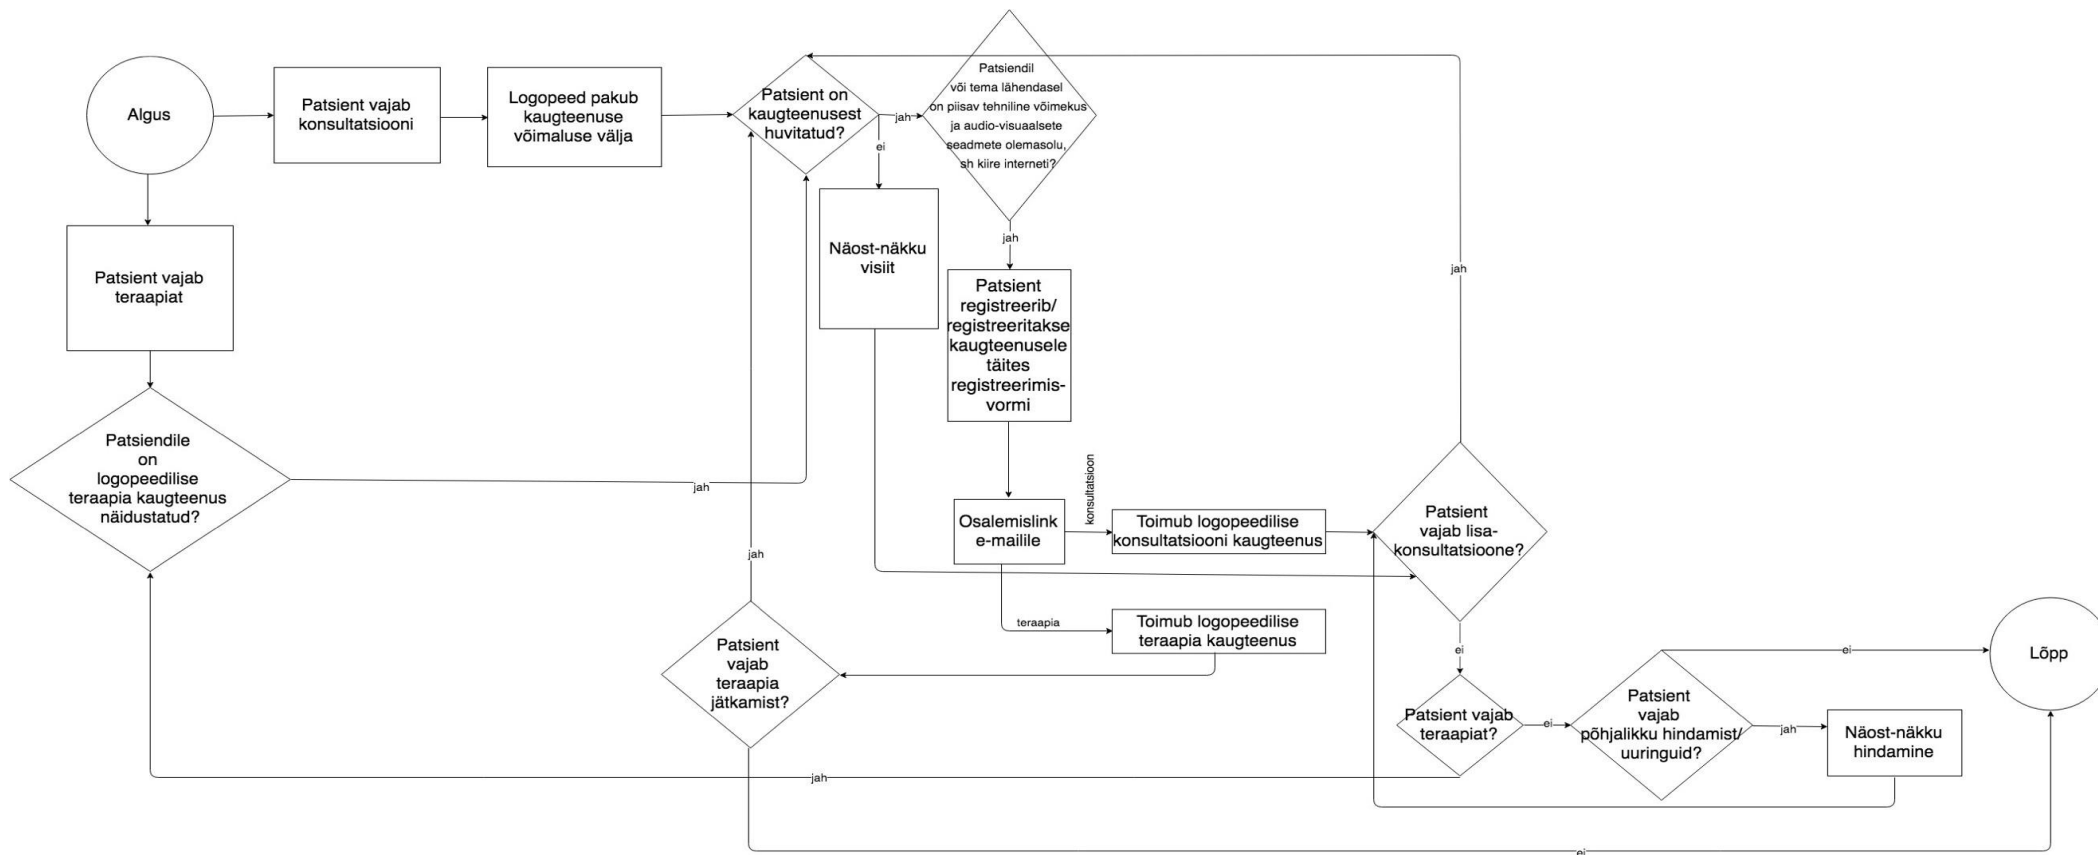 Algus
Patsient vajab
konsultatsiooni
Logopeed pakub
kaugteenuse
võimaluse välja
Patsient on
kaugteenusest
huvitatud?
jah
ei
Patsiendil
või tema lähendasel
on piisav tehniline võimekus
ja audio-visuaalsete
seadmete olemasolu,
sh kiire interneti?
jah
Näost-näkku
visiit
Patsient
registreerib/
registreeritakse
kaugteenusele
täites
registreerimis-
vormi
jah
Patsient vajab
teraapiat
Patsiendile
on
logopeedilise
teraapia kaugteenus
näidustatud?
jah
Osalemislink
e-mailile
konsultatsioon
Toimub logopeedilise
konsultatsiooni kaugteenus
Patsient
vajab lisa-
konsultatsioone?
jah
teraapia
Toimub logopeedilise
teraapia kaugteenus
Patsient
vajab
teraapia
jätkamist?
ei
Patsient vajab
teraapiat?
ei
Patsient
vajab
põhjalikku hindamist/
uuringuid?
ei
jah
Näost-näkku
hindamine
Lõpp
jah
ei